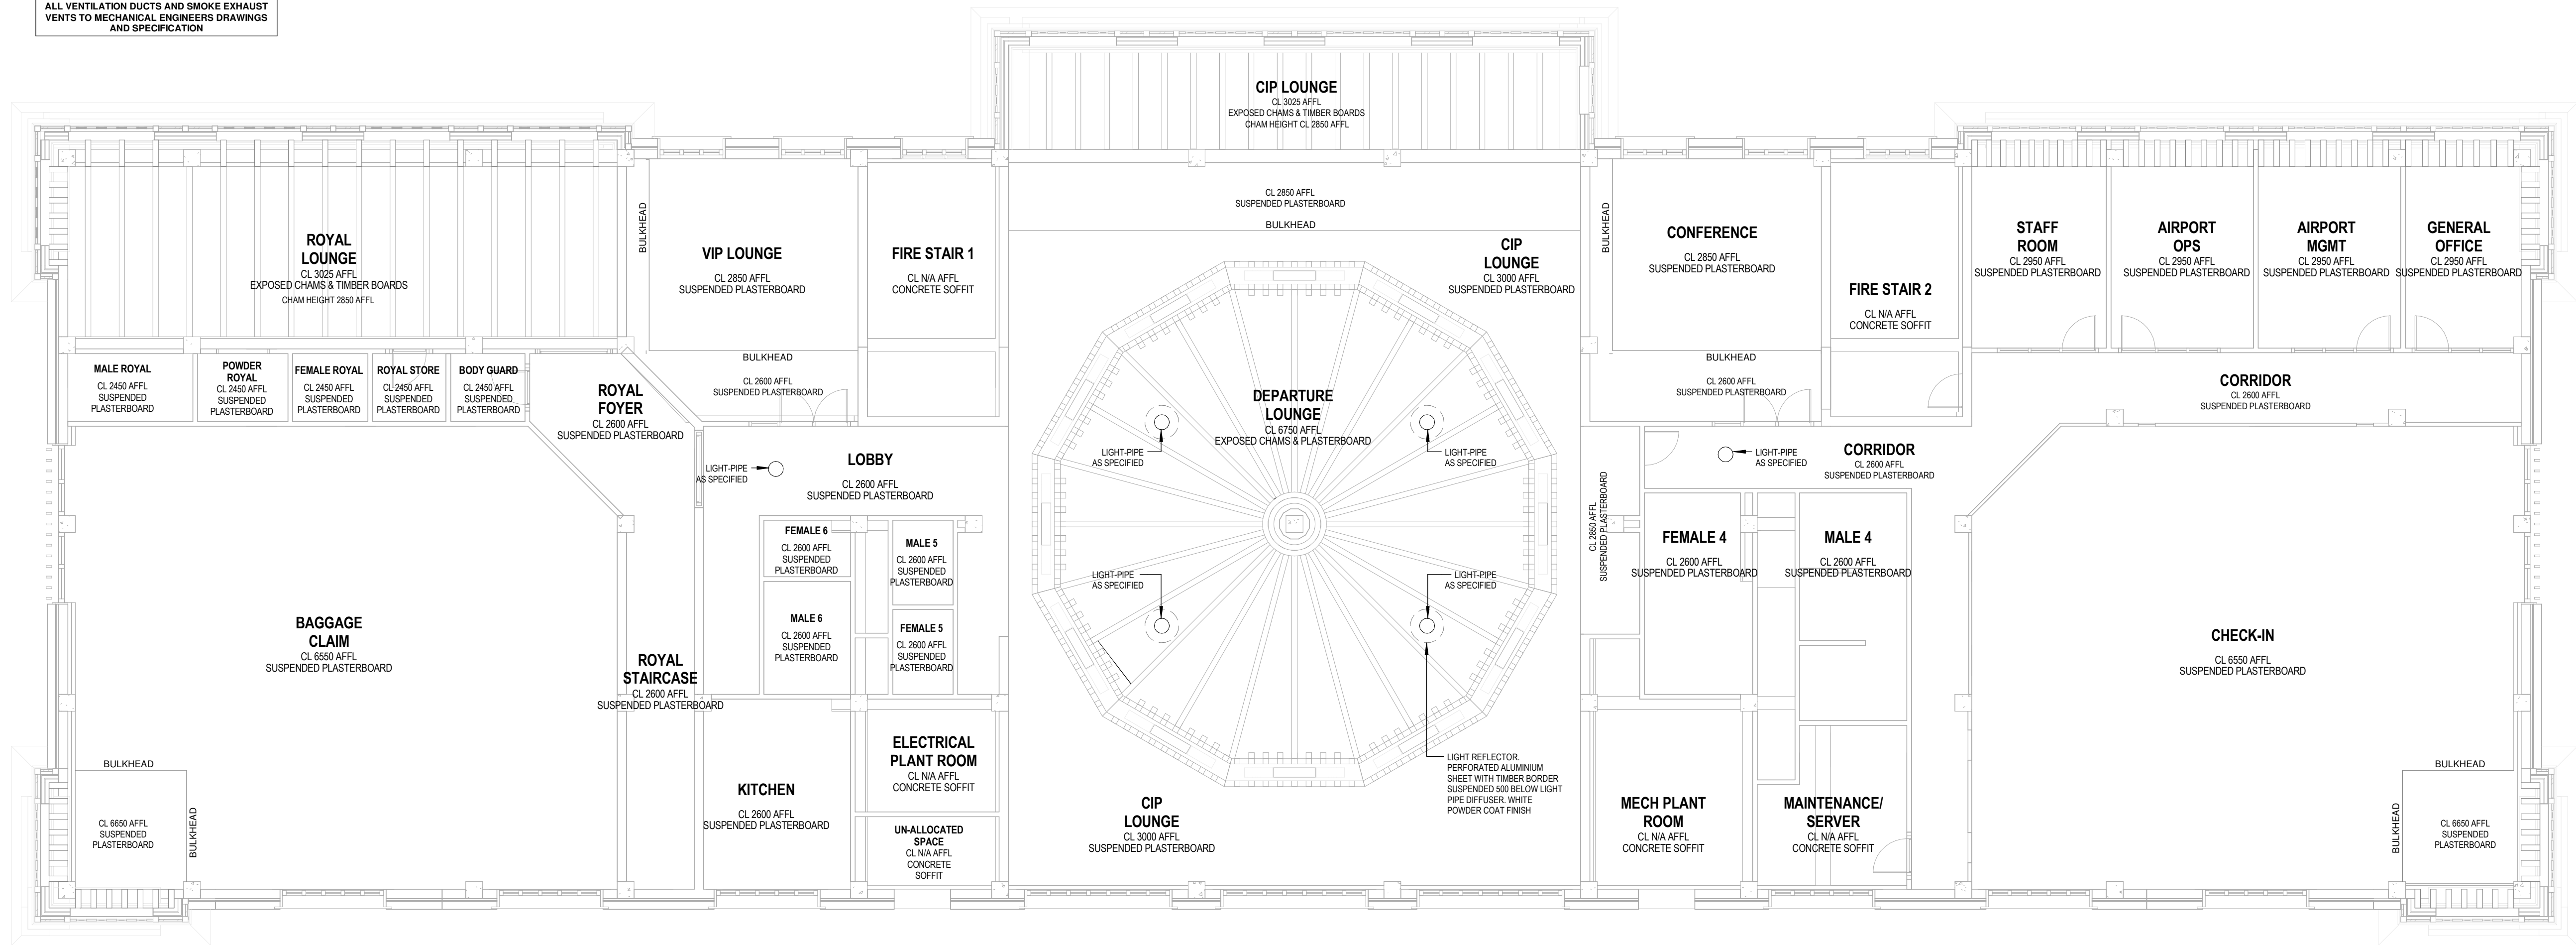 ALL VENTILATION DUCTS AND SMOKE EXHAUST
VENTS TO MECHANICAL ENGINEERS DRAWINGS
AND SPECIFICATION
CIP LOUNGE
CL 3025 AFFL
EXPOSED CHAMS & TIMBER BOARDS
CHAM HEIGHT CL 2850 AFFL
CL 2850 AFFL
SUSPENDED PLASTERBOARD
BULKHEAD
ROYAL
LOUNGE
CL 3025 AFFL
EXPOSED CHAMS & TIMBER BOARDS
CHAM HEIGHT 2850 AFFL
BULKHEAD
VIP LOUNGE
CL 2850 AFFL
SUSPENDED PLASTERBOARD
BULKHEAD
CL 2600 AFFL
SUSPENDED PLASTERBOARD
FIRE STAIR 1
CL N/A AFFL
CONCRETE SOFFIT
CIP
LOUNGE
CL 3000 AFFL
SUSPENDED PLASTERBOARD
BULKHEAD
CONFERENCE
CL 2850 AFFL
SUSPENDED PLASTERBOARD
BULKHEAD
CL 2600 AFFL
SUSPENDED PLASTERBOARD
FIRE STAIR 2
CL N/A AFFL
CONCRETE SOFFIT
STAFF
ROOM
CL 2950 AFFL
SUSPENDED PLASTERBOARD
AIRPORT
OPS
CL 2950 AFFL
SUSPENDED PLASTERBOARD
AIRPORT
MGMT
CL 2950 AFFL
SUSPENDED PLASTERBOARD
GENERAL
OFFICE
CL 2950 AFFL
SUSPENDED PLASTERBOARD
MALE ROYAL
CL 2450 AFFL
SUSPENDED
PLASTERBOARD
POWDER
ROYAL
CL 2450 AFFL
SUSPENDED
PLASTERBOARD
FEMALE ROYAL
CL 2450 AFFL
SUSPENDED
PLASTERBOARD
ROYAL STORE
CL 2450 AFFL
SUSPENDED
PLASTERBOARD
BODY GUARD
CL 2450 AFFL
SUSPENDED
PLASTERBOARD
ROYAL
FOYER
CL 2600 AFFL
SUSPENDED PLASTERBOARD
LIGHT-PIPE
AS SPECIFIED
LOBBY
CL 2600 AFFL
SUSPENDED PLASTERBOARD
DEPARTURE
LOUNGE
CL 6750 AFFL
EXPOSED CHAMS & PLASTERBOARD
LIGHT-PIPE
AS SPECIFIED
LIGHT-PIPE
AS SPECIFIED
LIGHT-PIPE
AS SPECIFIED
LIGHT-PIPE
AS SPECIFIED
CORRIDOR
CL 2600 AFFL
SUSPENDED PLASTERBOARD
LIGHT-PIPE
AS SPECIFIED
CORRIDOR
CL 2600 AFFL
SUSPENDED PLASTERBOARD
CL 2850 AFFL
SUSPENDED PLASTERBOARD
FEMALE 6
CL 2600 AFFL
SUSPENDED
PLASTERBOARD
MALE 5
CL 2600 AFFL
SUSPENDED
PLASTERBOARD
MALE 6
CL 2600 AFFL
SUSPENDED
PLASTERBOARD
FEMALE 5
CL 2600 AFFL
SUSPENDED
PLASTERBOARD
FEMALE 4
CL 2600 AFFL
SUSPENDED PLASTERBOARD
MALE 4
CL 2600 AFFL
SUSPENDED PLASTERBOARD
BAGGAGE
CLAIM
CL 6550 AFFL
SUSPENDED PLASTERBOARD
ROYAL
STAIRCASE
CL 2600 AFFL
SUSPENDED PLASTERBOARD
CHECK-IN
CL 6550 AFFL
SUSPENDED PLASTERBOARD
BULKHEAD
CL 6650 AFFL
SUSPENDED
PLASTERBOARD
BULKHEAD
KITCHEN
CL 2600 AFFL
SUSPENDED PLASTERBOARD
ELECTRICAL
PLANT ROOM
CL N/A AFFL
CONCRETE SOFFIT
UN-ALLOCATED
SPACE
CL N/A AFFL
CONCRETE
SOFFIT
CIP
LOUNGE
CL 3000 AFFL
SUSPENDED PLASTERBOARD
LIGHT REFLECTOR.
PERFORATED ALUMINIUM
SHEET WITH TIMBER BORDER
SUSPENDED 500 BELOW LIGHT
PIPE DIFFUSER. WHITE
POWDER COAT FINISH
MECH PLANT
ROOM
CL N/A AFFL
CONCRETE SOFFIT
MAINTENANCE/
SERVER
CL N/A AFFL
CONCRETE SOFFIT
BULKHEAD
BULKHEAD
CL 6650 AFFL
SUSPENDED
PLASTERBOARD